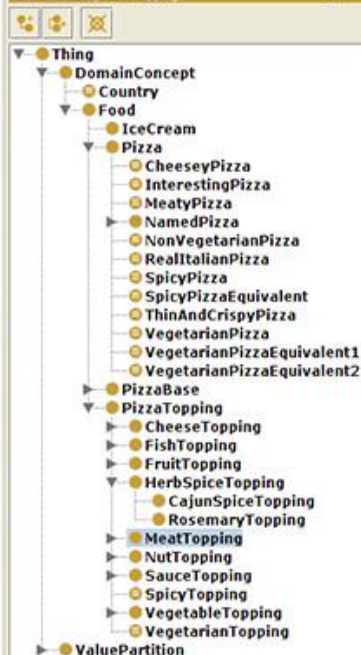 Thing
DomainConcept
Country
Food
IceCream
Pizza
CheeseyPizza
InterestingPizza
MeatyPizza
NamedPizza
NonVegetarianPizza
RealItalianPizza
SpicyPizza
SpicyPizzaEquivalent
ThinAndCrispyPizza
VegetarianPizza
VegetarianPizzaEquivalent1
VegetarianPizzaEquivalent2
PizzaBase
PizzaTopping
CheeseTopping
FishTopping
FruitTopping
HerbSpiceTopping
CajunSpiceTopping
RosemaryTopping
MeatTopping
NutTopping
SauceTopping
SpicyTopping
VegetableTopping
VegetarianTopping
ValuePartition